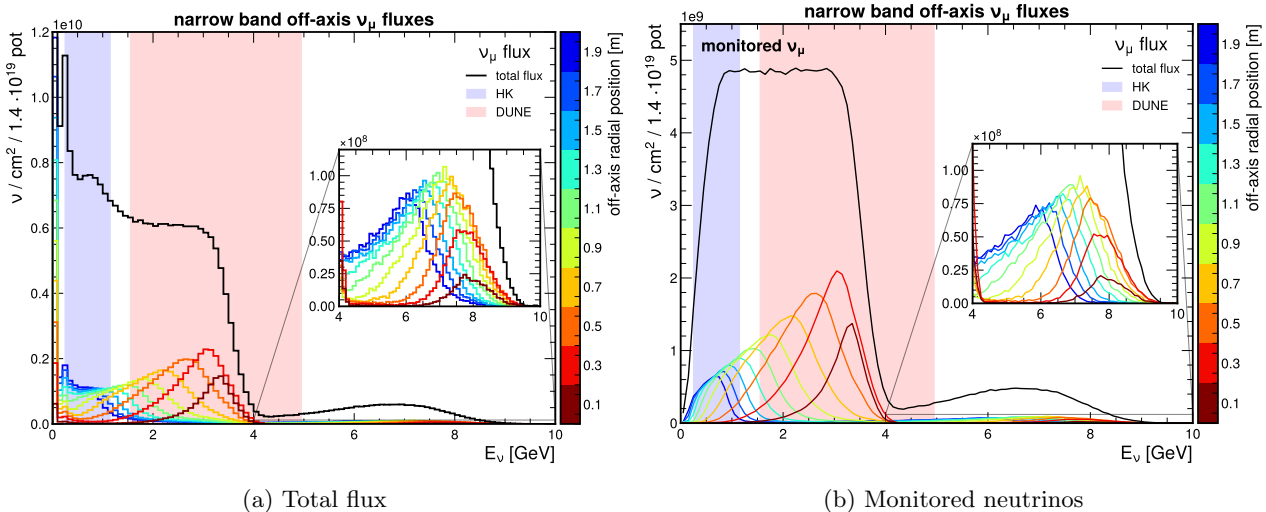 narrow band off-axis νμ fluxes
1e10
ν / cm² / 1.4 · 10¹⁹ pot
1.2
1.0
0.8
0.6
0.4
0.2
0.0
0 2 4 6 8 10
Eν [GeV]
νμ flux
total flux
HK
DUNE
×10⁸
1.00
0.75
0.50
0.25
0.00
4 6 8 10
1.9
1.7
1.5
1.3
1.1
0.9
0.7
0.5
0.3
0.1
off-axis radial position [m]
(a) Total flux
narrow band off-axis νμ fluxes
1e9
ν / cm² / 1.4 · 10¹⁹ pot
5
4
3
2
1
0
0 2 4 6 8 10
Eν [GeV]
monitored νμ
νμ flux
total flux
HK
DUNE
×10⁸
1.00
0.75
0.50
0.25
0.00
4 6 8 10
1.9
1.7
1.5
1.3
1.1
0.9
0.7
0.5
0.3
0.1
off-axis radial position [m]
(b) Monitored neutrinos